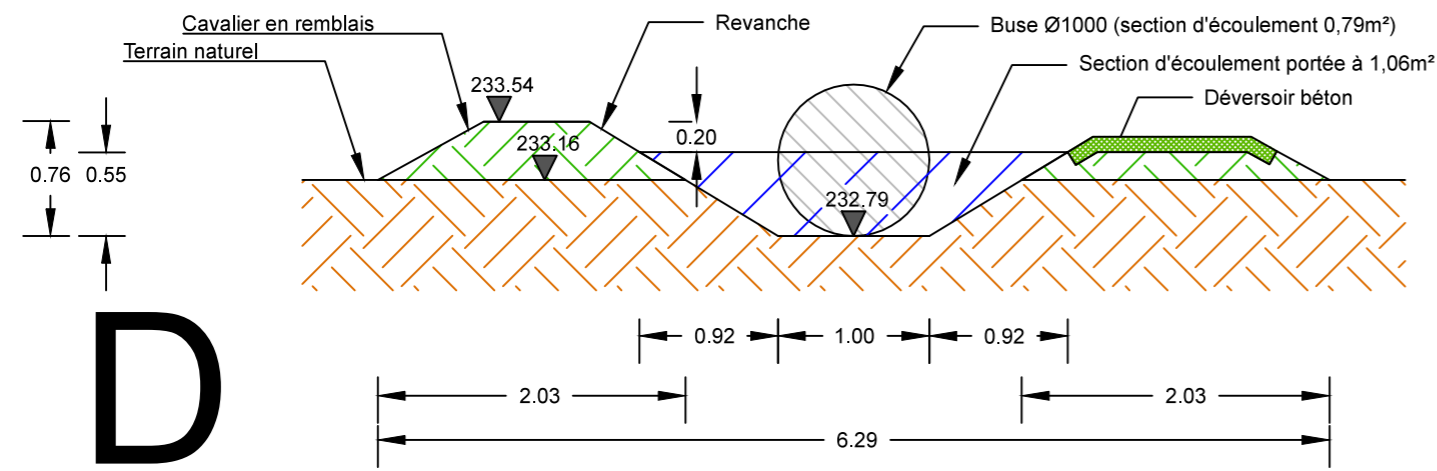 Cavalier en remblais
Revanche
Buse Ø1000 (section d'écoulement 0,79m²)
Terrain naturel
Section d'écoulement portée à 1,06m²
Déversoir béton
233.54
0.20
233.16
0.76
0.55
232.79
0.92
1.00
0.92
2.03
2.03
6.29
D